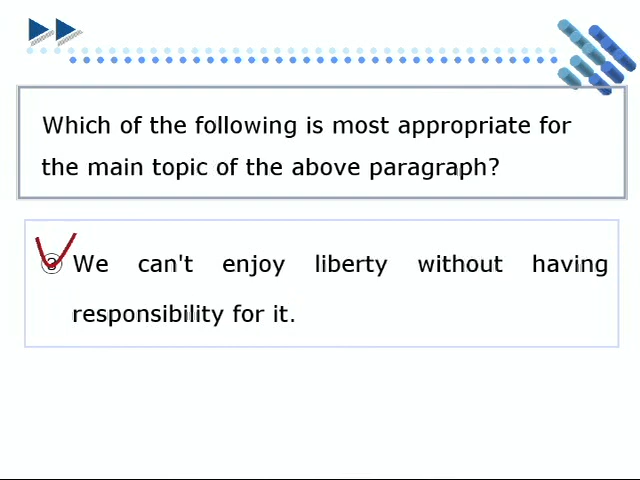 Which of the following is most appropriate for
the main topic of the above paragraph?
We can't enjoy liberty without having
responsibility for it.